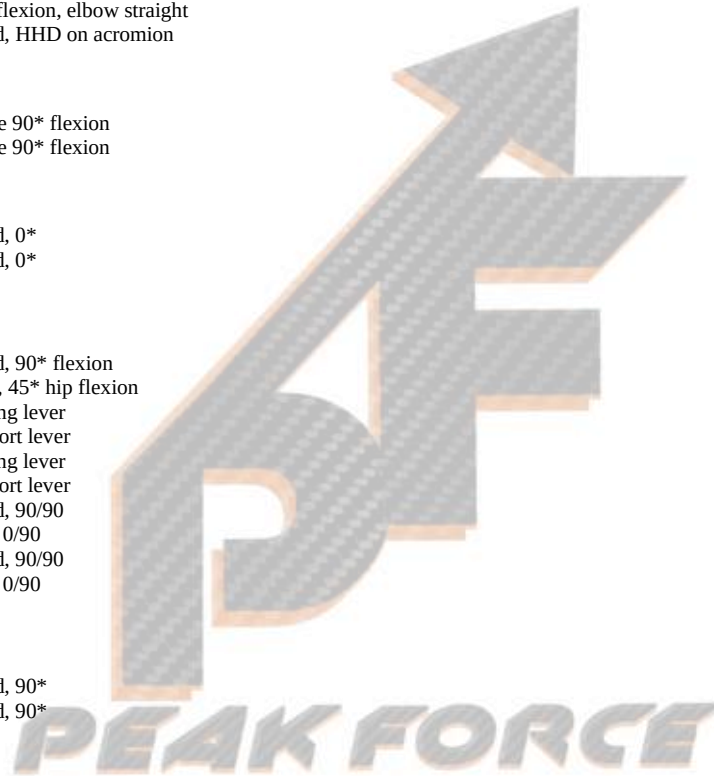 flexion, elbow straight
d, HHD on acromion
e 90* flexion
e 90* flexion
d, 0*
d, 0*
d, 90* flexion
, 45* hip flexion
ng lever
ort lever
ng lever
ort lever
d, 90/90
0/90
d, 90/90
0/90
d, 90*
d, 90*
PF
PEAK FORCE